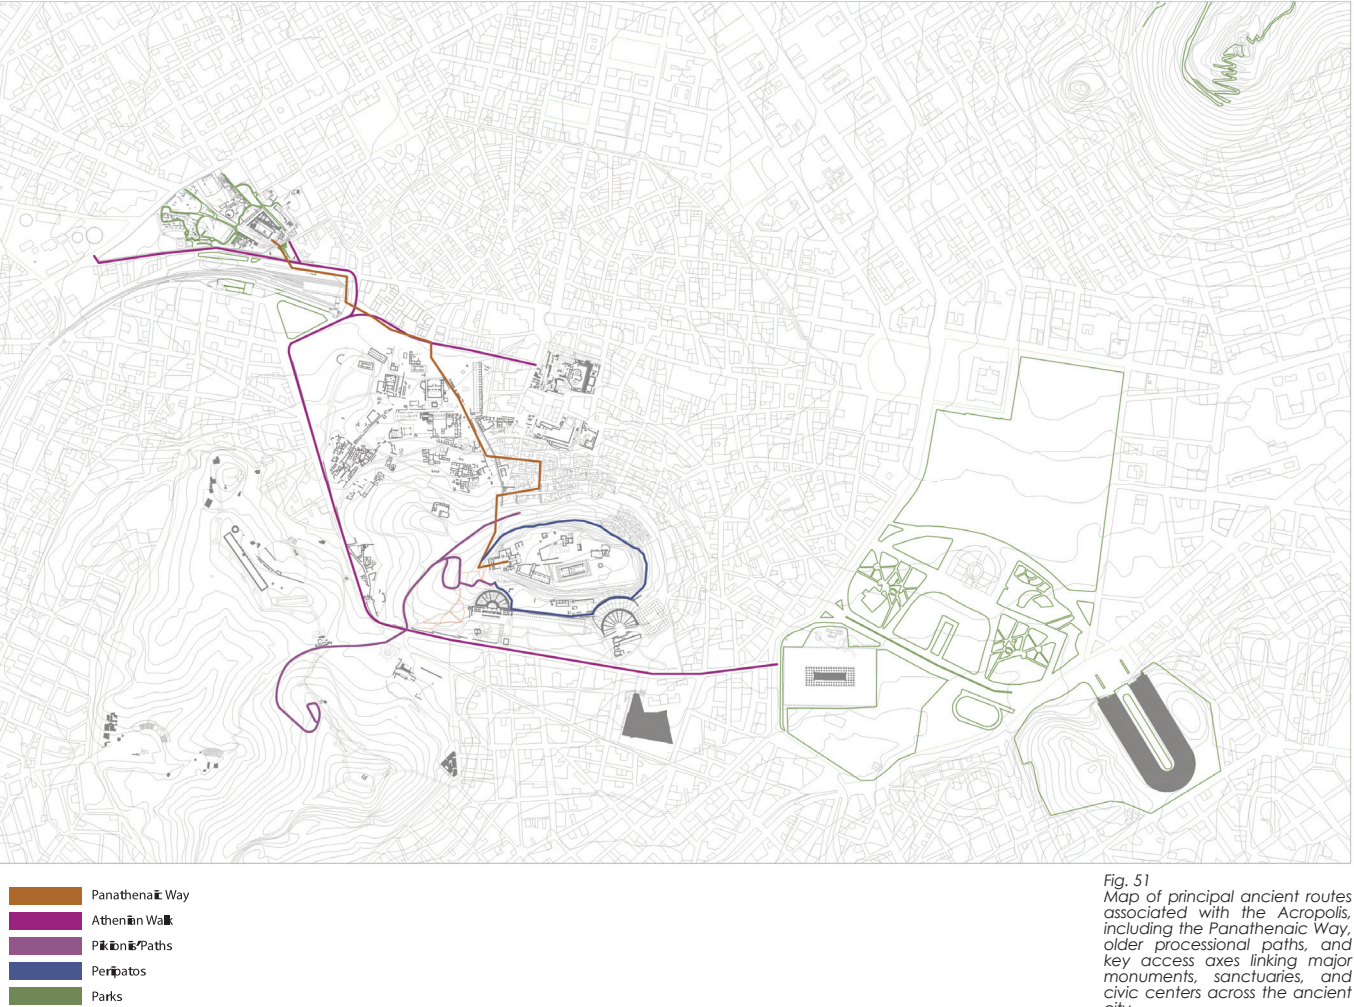 Panathenaic Way
Athenian Walk
Pikionis' Paths
Peripatos
Parks
Fig. 51
Map of principal ancient routes
associated with the Acropolis,
including the Panathenaic Way,
older processional paths, and
key access axes linking major
monuments, sanctuaries, and
civic centers across the ancient
city